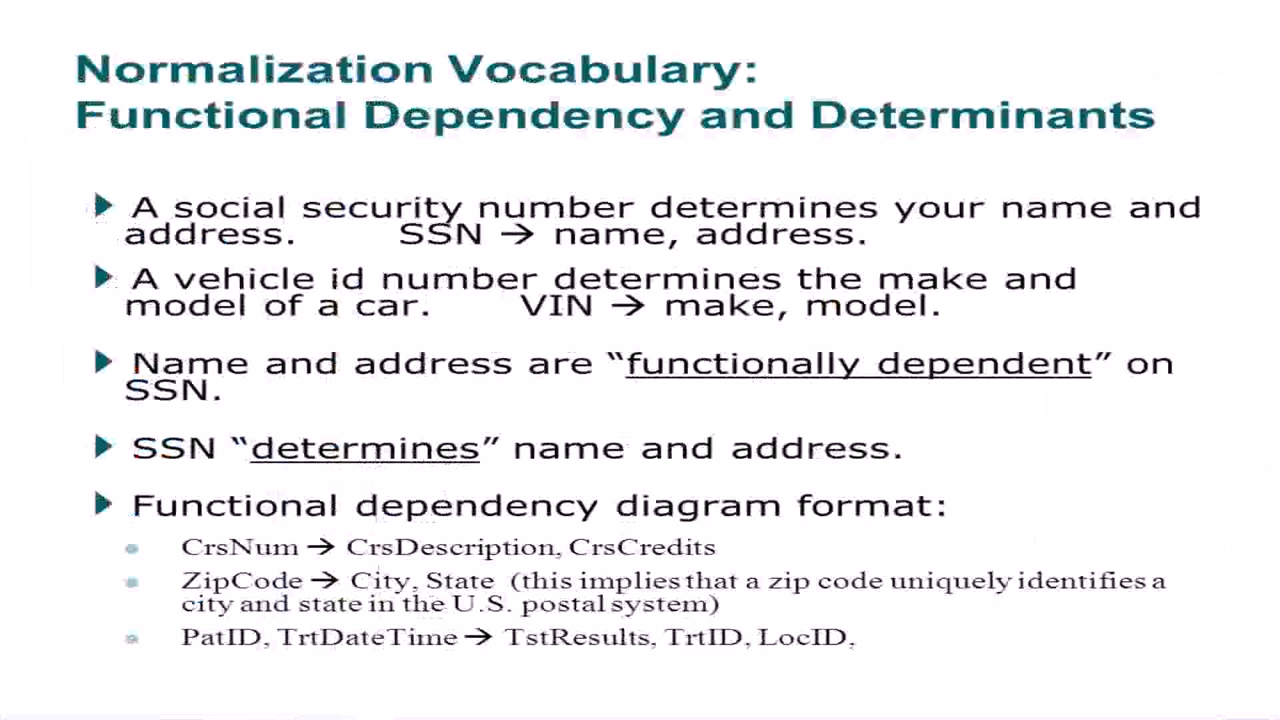 Normalization Vocabulary:
Functional Dependency and Determinants
A social security number determines your name and
address. SSN → name, address.
A vehicle id number determines the make and
model of a car. VIN → make, model.
Name and address are “functionally dependent” on
SSN.
SSN “determines” name and address.
Functional dependency diagram format:
CrsNum → CrsDescription, CrsCredits
ZipCode → City, State (this implies that a zip code uniquely identifies a
city and state in the U.S. postal system)
PatID, TrtDateTime → TstResults, TrtID, LocID,